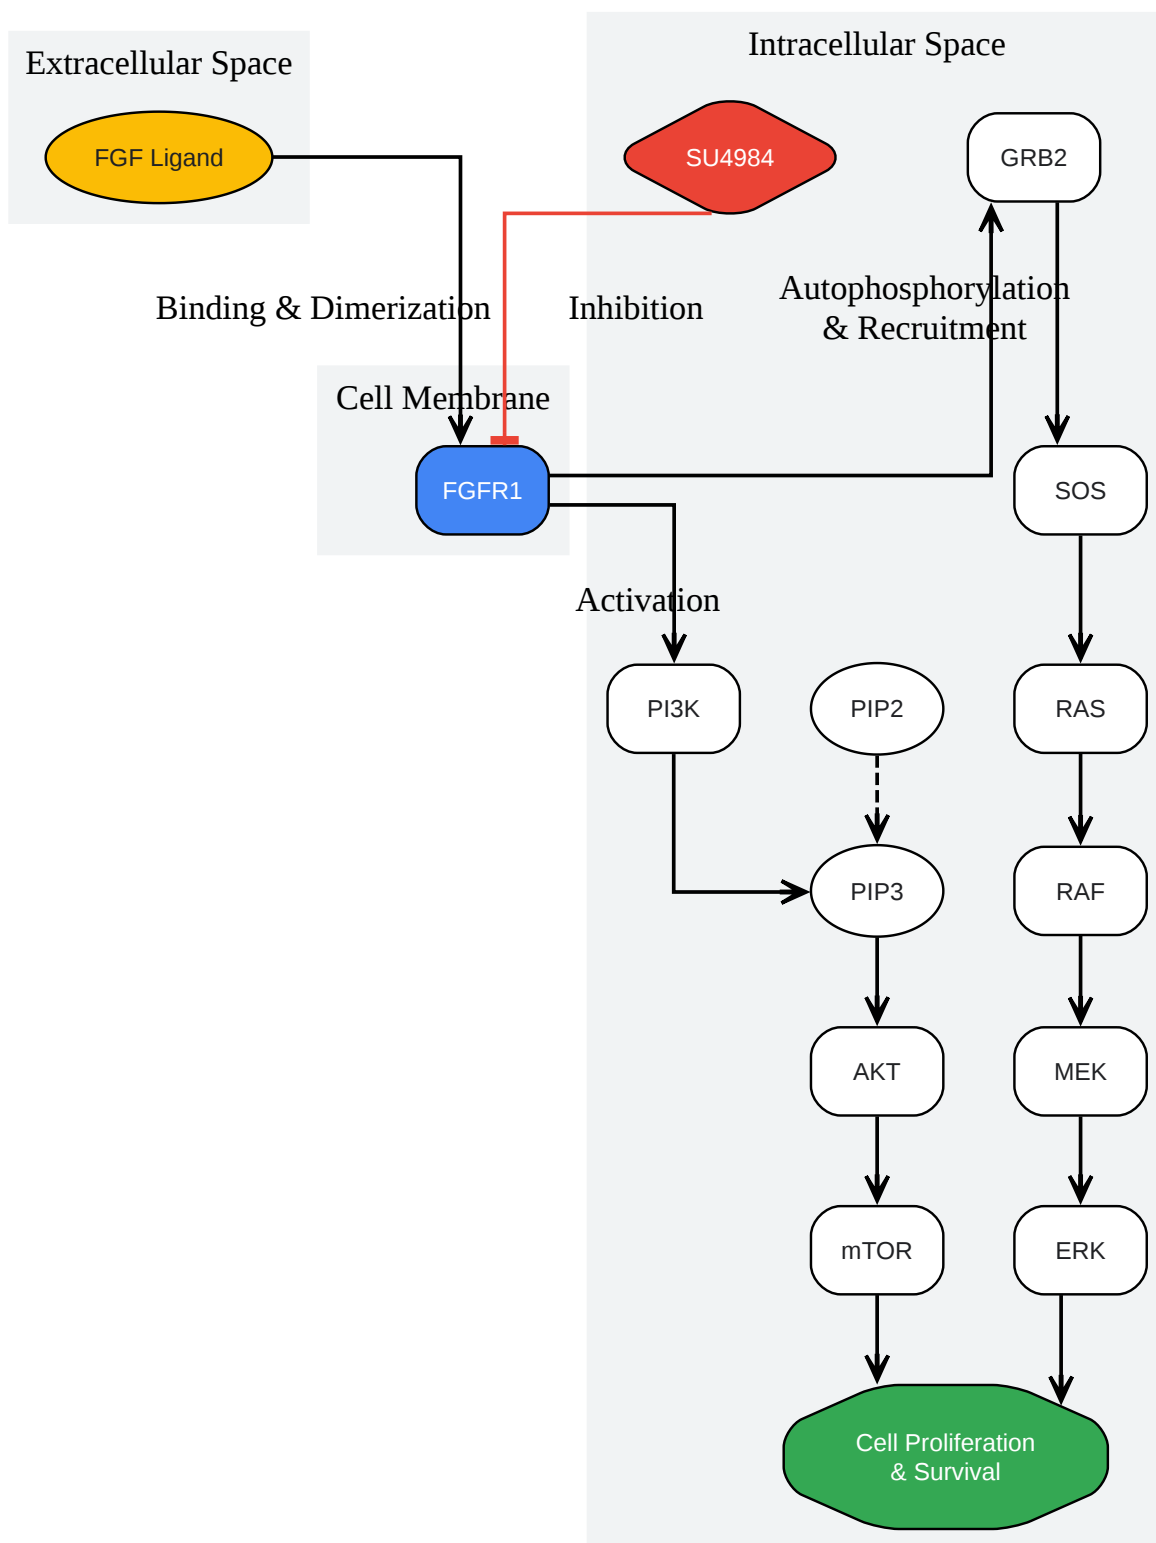 Intracellular Space
Extracellular Space
FGF Ligand
SU4984
GRB2
Binding & Dimerization
Inhibition
Autophosphorylation
& Recruitment
Cell Membrane
FGFR1
SOS
Activation
PI3K
PIP2
RAS
PIP3
RAF
AKT
MEK
mTOR
ERK
Cell Proliferation
& Survival